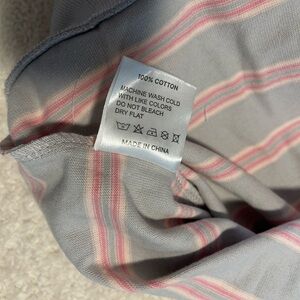 100% COTTON
MACHINE WASH COLD
WITH LIKE COLORS
DO NOT BLEACH
DRY FLAT
MADE IN CHINA